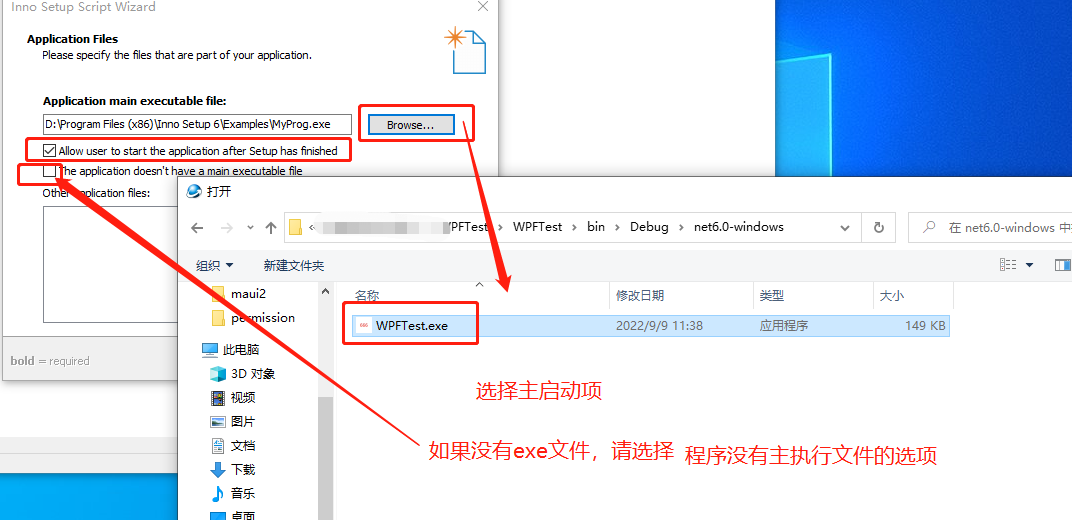 Inno Setup Script Wizard
Application Files
Please specify the files that are part of your application.
Application main executable file:
D:\Program Files (x86)\Inno Setup 6\Examples\MyProg.exe
Browse...
Allow user to start the application after Setup has finished
The application doesn't have a main executable file
Other application files:
bold = required
打开
WPFTest
WPFTest
bin
Debug
net6.0-windows
在 net6.0-windows
组织
新建文件夹
maui2
permission
此电脑
3D 对象
视频
图片
文档
下载
音乐
桌面
名称
修改日期
类型
大小
WPFTest.exe
2022/9/9 11:38
应用程序
149 KB
选择主启动项
如果没有exe文件，请选择 程序没有主执行文件的选项